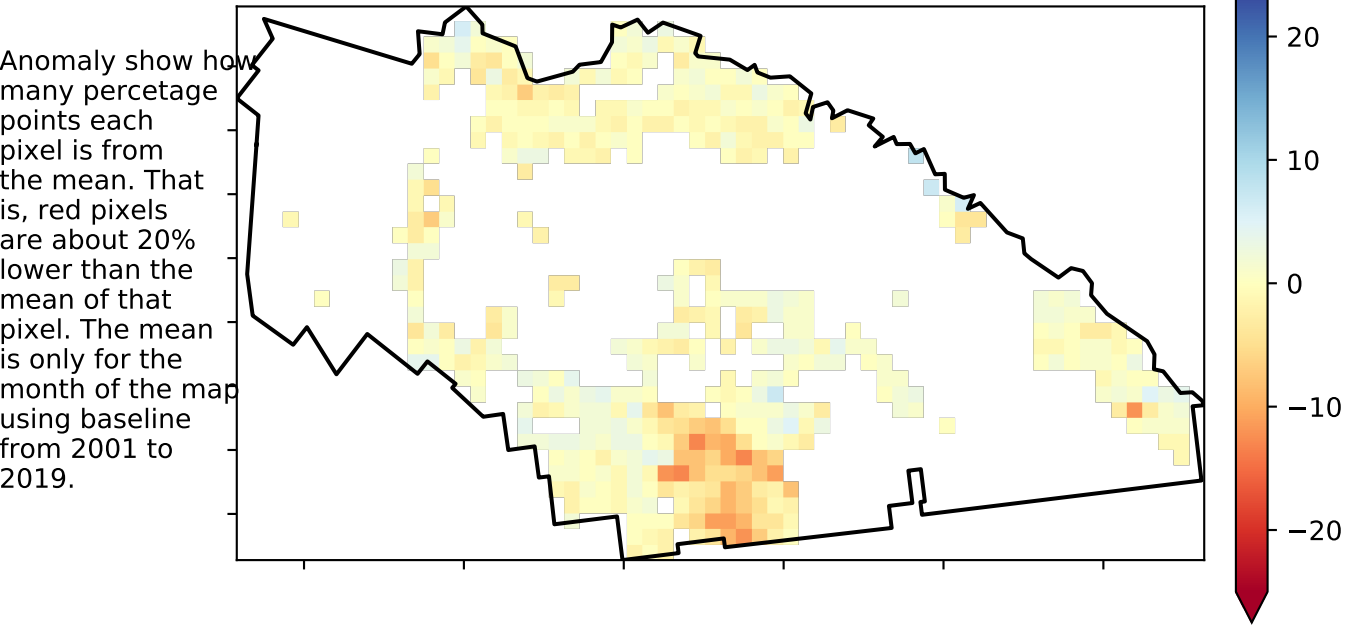 Anomaly show how
many percetage
points each
pixel is from
the mean. That
is, red pixels
are about 20%
lower than the
mean of that
pixel. The mean
is only for the
month of the map
using baseline
from 2001 to
2019.
20
10
0
−10
−20